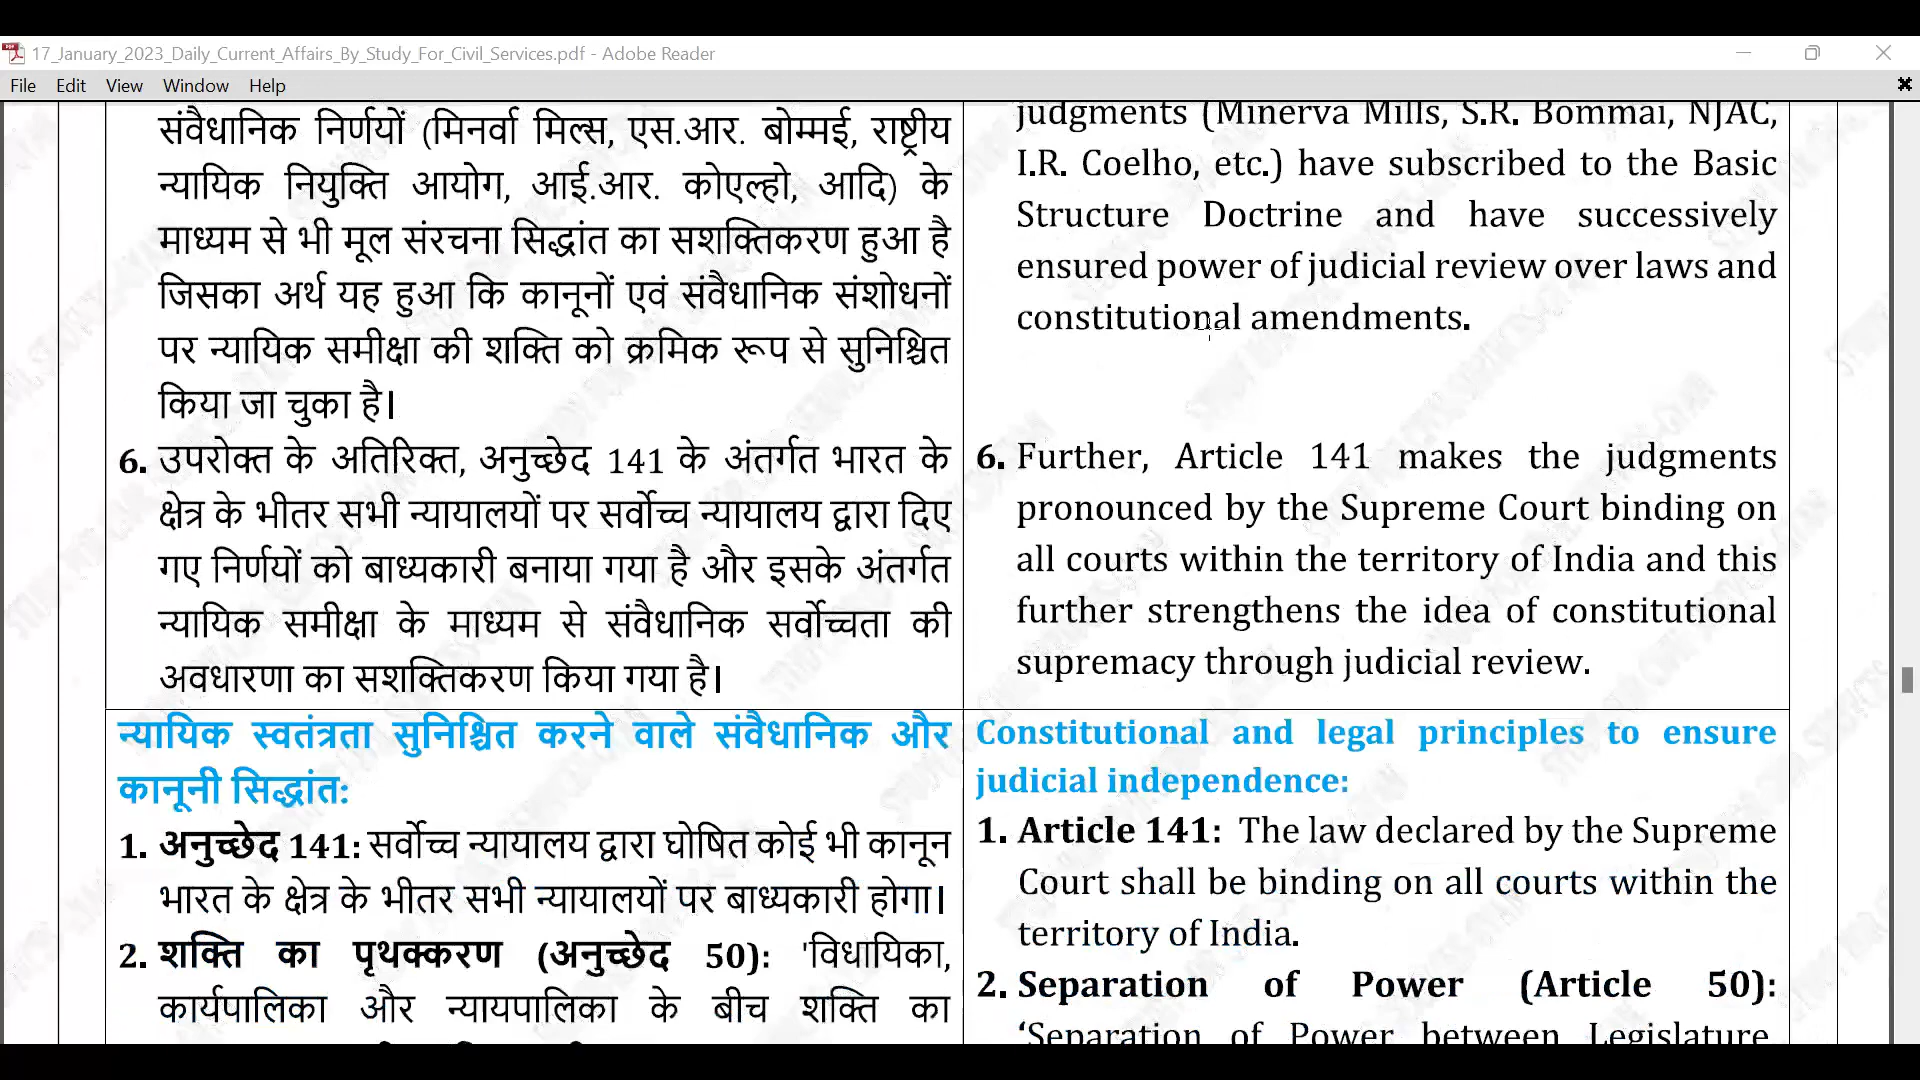 17_January_2023_Daily_Current_Affairs_By_Study_For_Civil_Services.pdf - Adobe Reader
File Edit View Window Help
संवैधानिक निर्णयों (मिनर्वा मिल्स, एस.आर. बोम्मई, राष्ट्रीय
न्यायिक नियुक्ति आयोग, आई.आर. कोएल्हो, आदि) के
माध्यम से भी मूल संरचना सिद्धांत का सशक्तिकरण हुआ है
जिसका अर्थ यह हुआ कि कानूनों एवं संवैधानिक संशोधनों
पर न्यायिक समीक्षा की शक्ति को क्रमिक रूप से सुनिश्चित
किया जा चुका है।
6. उपरोक्त के अतिरिक्त, अनुच्छेद 141 के अंतर्गत भारत के
क्षेत्र के भीतर सभी न्यायालयों पर सर्वोच्च न्यायालय द्वारा दिए
गए निर्णयों को बाध्यकारी बनाया गया है और इसके अंतर्गत
न्यायिक समीक्षा के माध्यम से संवैधानिक सर्वोच्चता की
अवधारणा का सशक्तिकरण किया गया है।
न्यायिक स्वतंत्रता सुनिश्चित करने वाले संवैधानिक और
कानूनी सिद्धांत:
1. अनुच्छेद 141: सर्वोच्च न्यायालय द्वारा घोषित कोई भी कानून
भारत के क्षेत्र के भीतर सभी न्यायालयों पर बाध्यकारी होगा।
2. शक्ति का पृथक्करण (अनुच्छेद 50): 'विधायिका,
कार्यपालिका और न्यायपालिका के बीच शक्ति का
judgments (Minerva Mills, S.R. Bommai, NJAC,
I.R. Coelho, etc.) have subscribed to the Basic
Structure Doctrine and have successively
ensured power of judicial review over laws and
constitutional amendments.
6. Further, Article 141 makes the judgments
pronounced by the Supreme Court binding on
all courts within the territory of India and this
further strengthens the idea of constitutional
supremacy through judicial review.
Constitutional and legal principles to ensure
judicial independence:
1. Article 141: The law declared by the Supreme
Court shall be binding on all courts within the
territory of India.
2. Separation of Power (Article 50):
‘Separation of Power between Legislature,